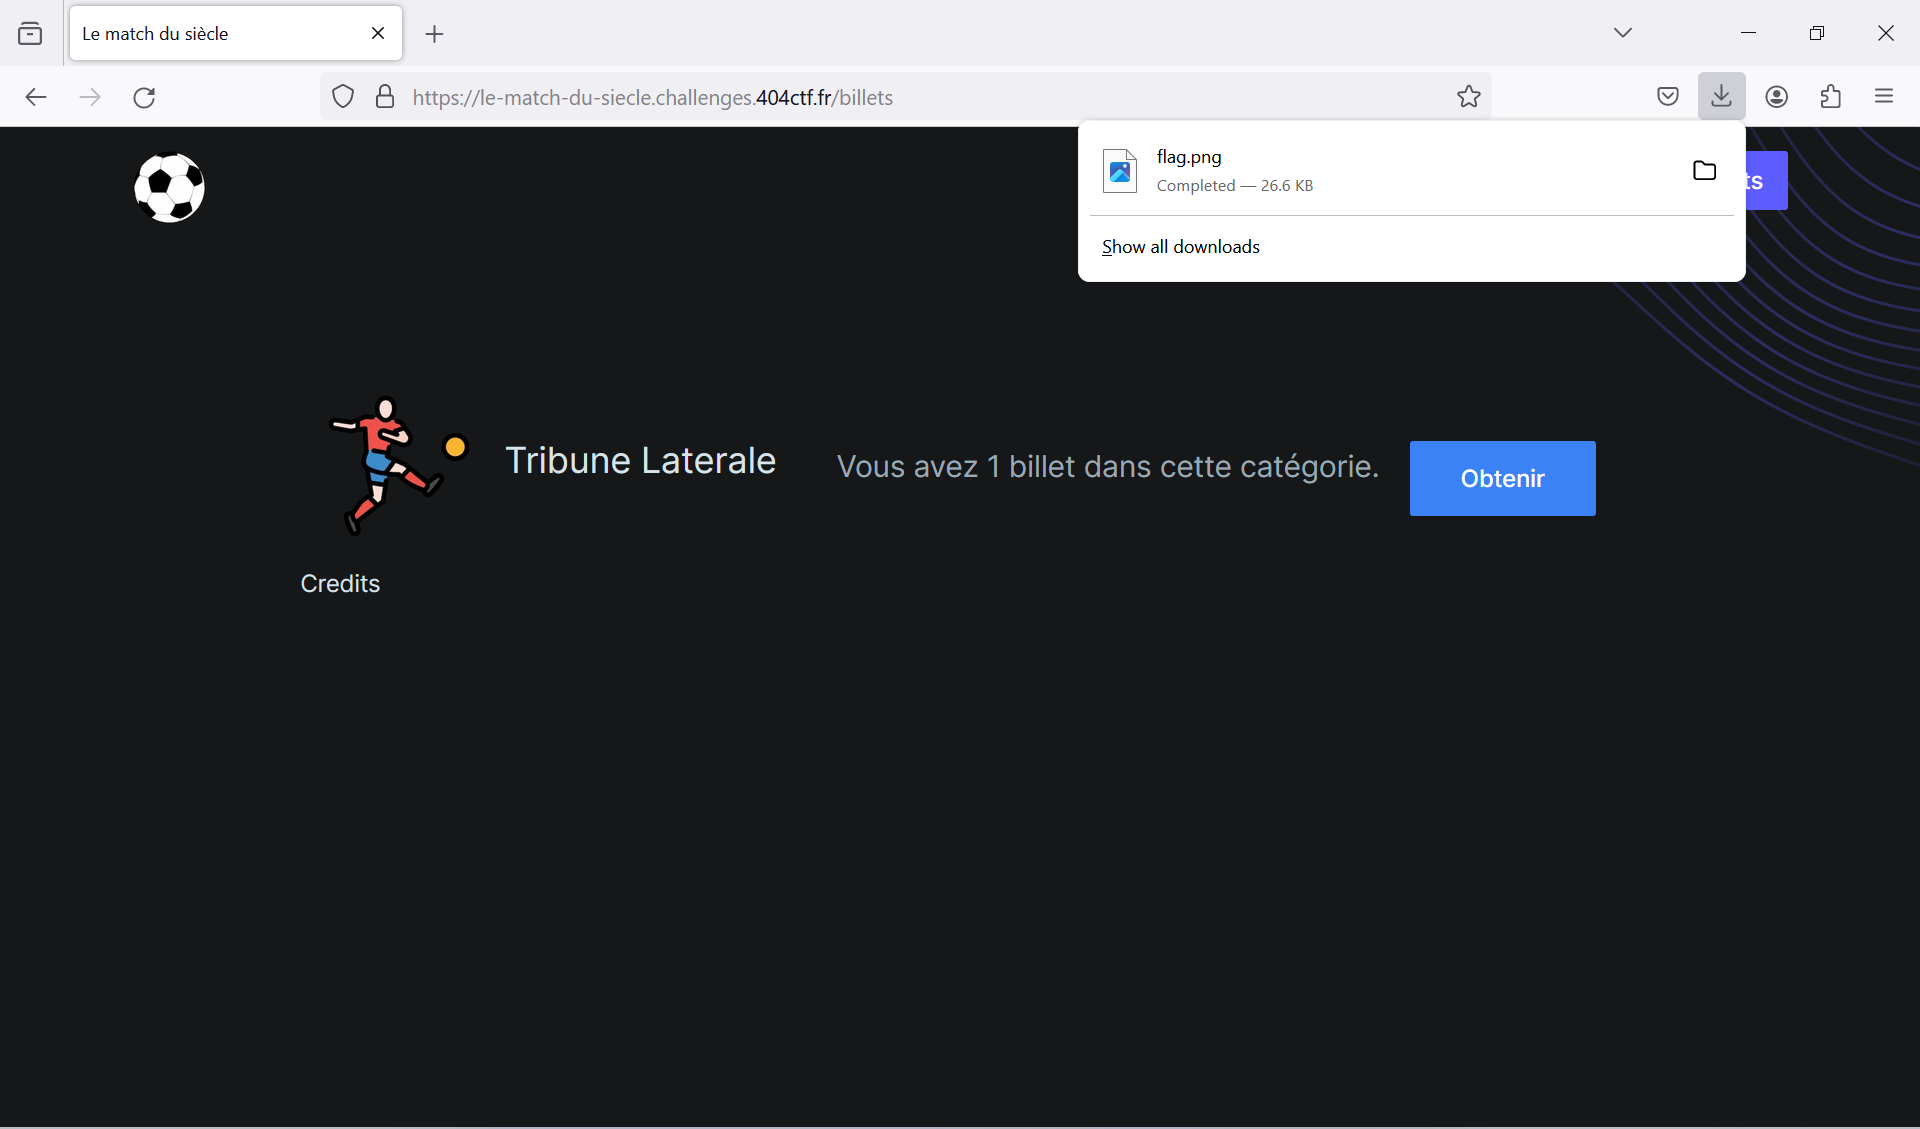 Le match du siècle
https://le-match-du-siecle.challenges.404ctf.fr/billets
flag.png
Completed — 26.6 KB
Show all downloads
ts
Tribune Laterale
Vous avez 1 billet dans cette catégorie.
Obtenir
Credits